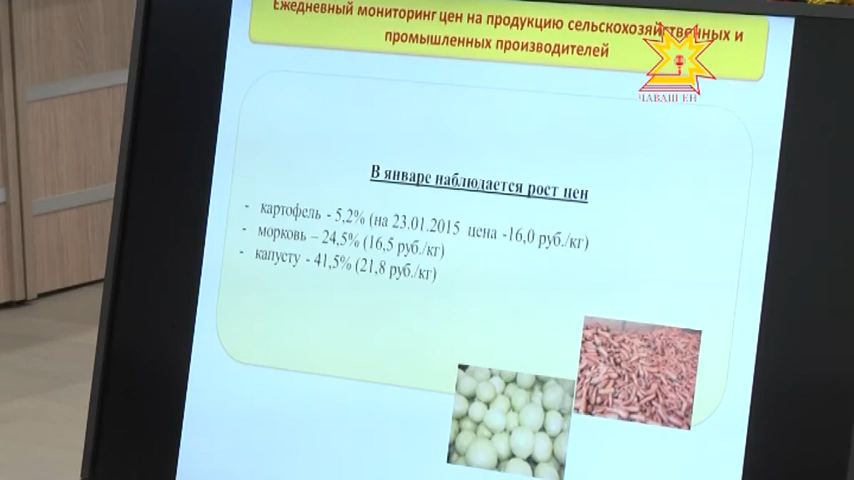 Ежедневный мониторинг цен на продукцию сельскохозяйственных и
промышленных производителей
ЧӐВАШ ЕН
В январе наблюдается рост цен
- картофель - 5,2% (на 23.01.2015 цена -16,0 руб./кг)
- морковь – 24,5% (16,5 руб./кг)
- капусту - 41,5% (21,8 руб./кг)